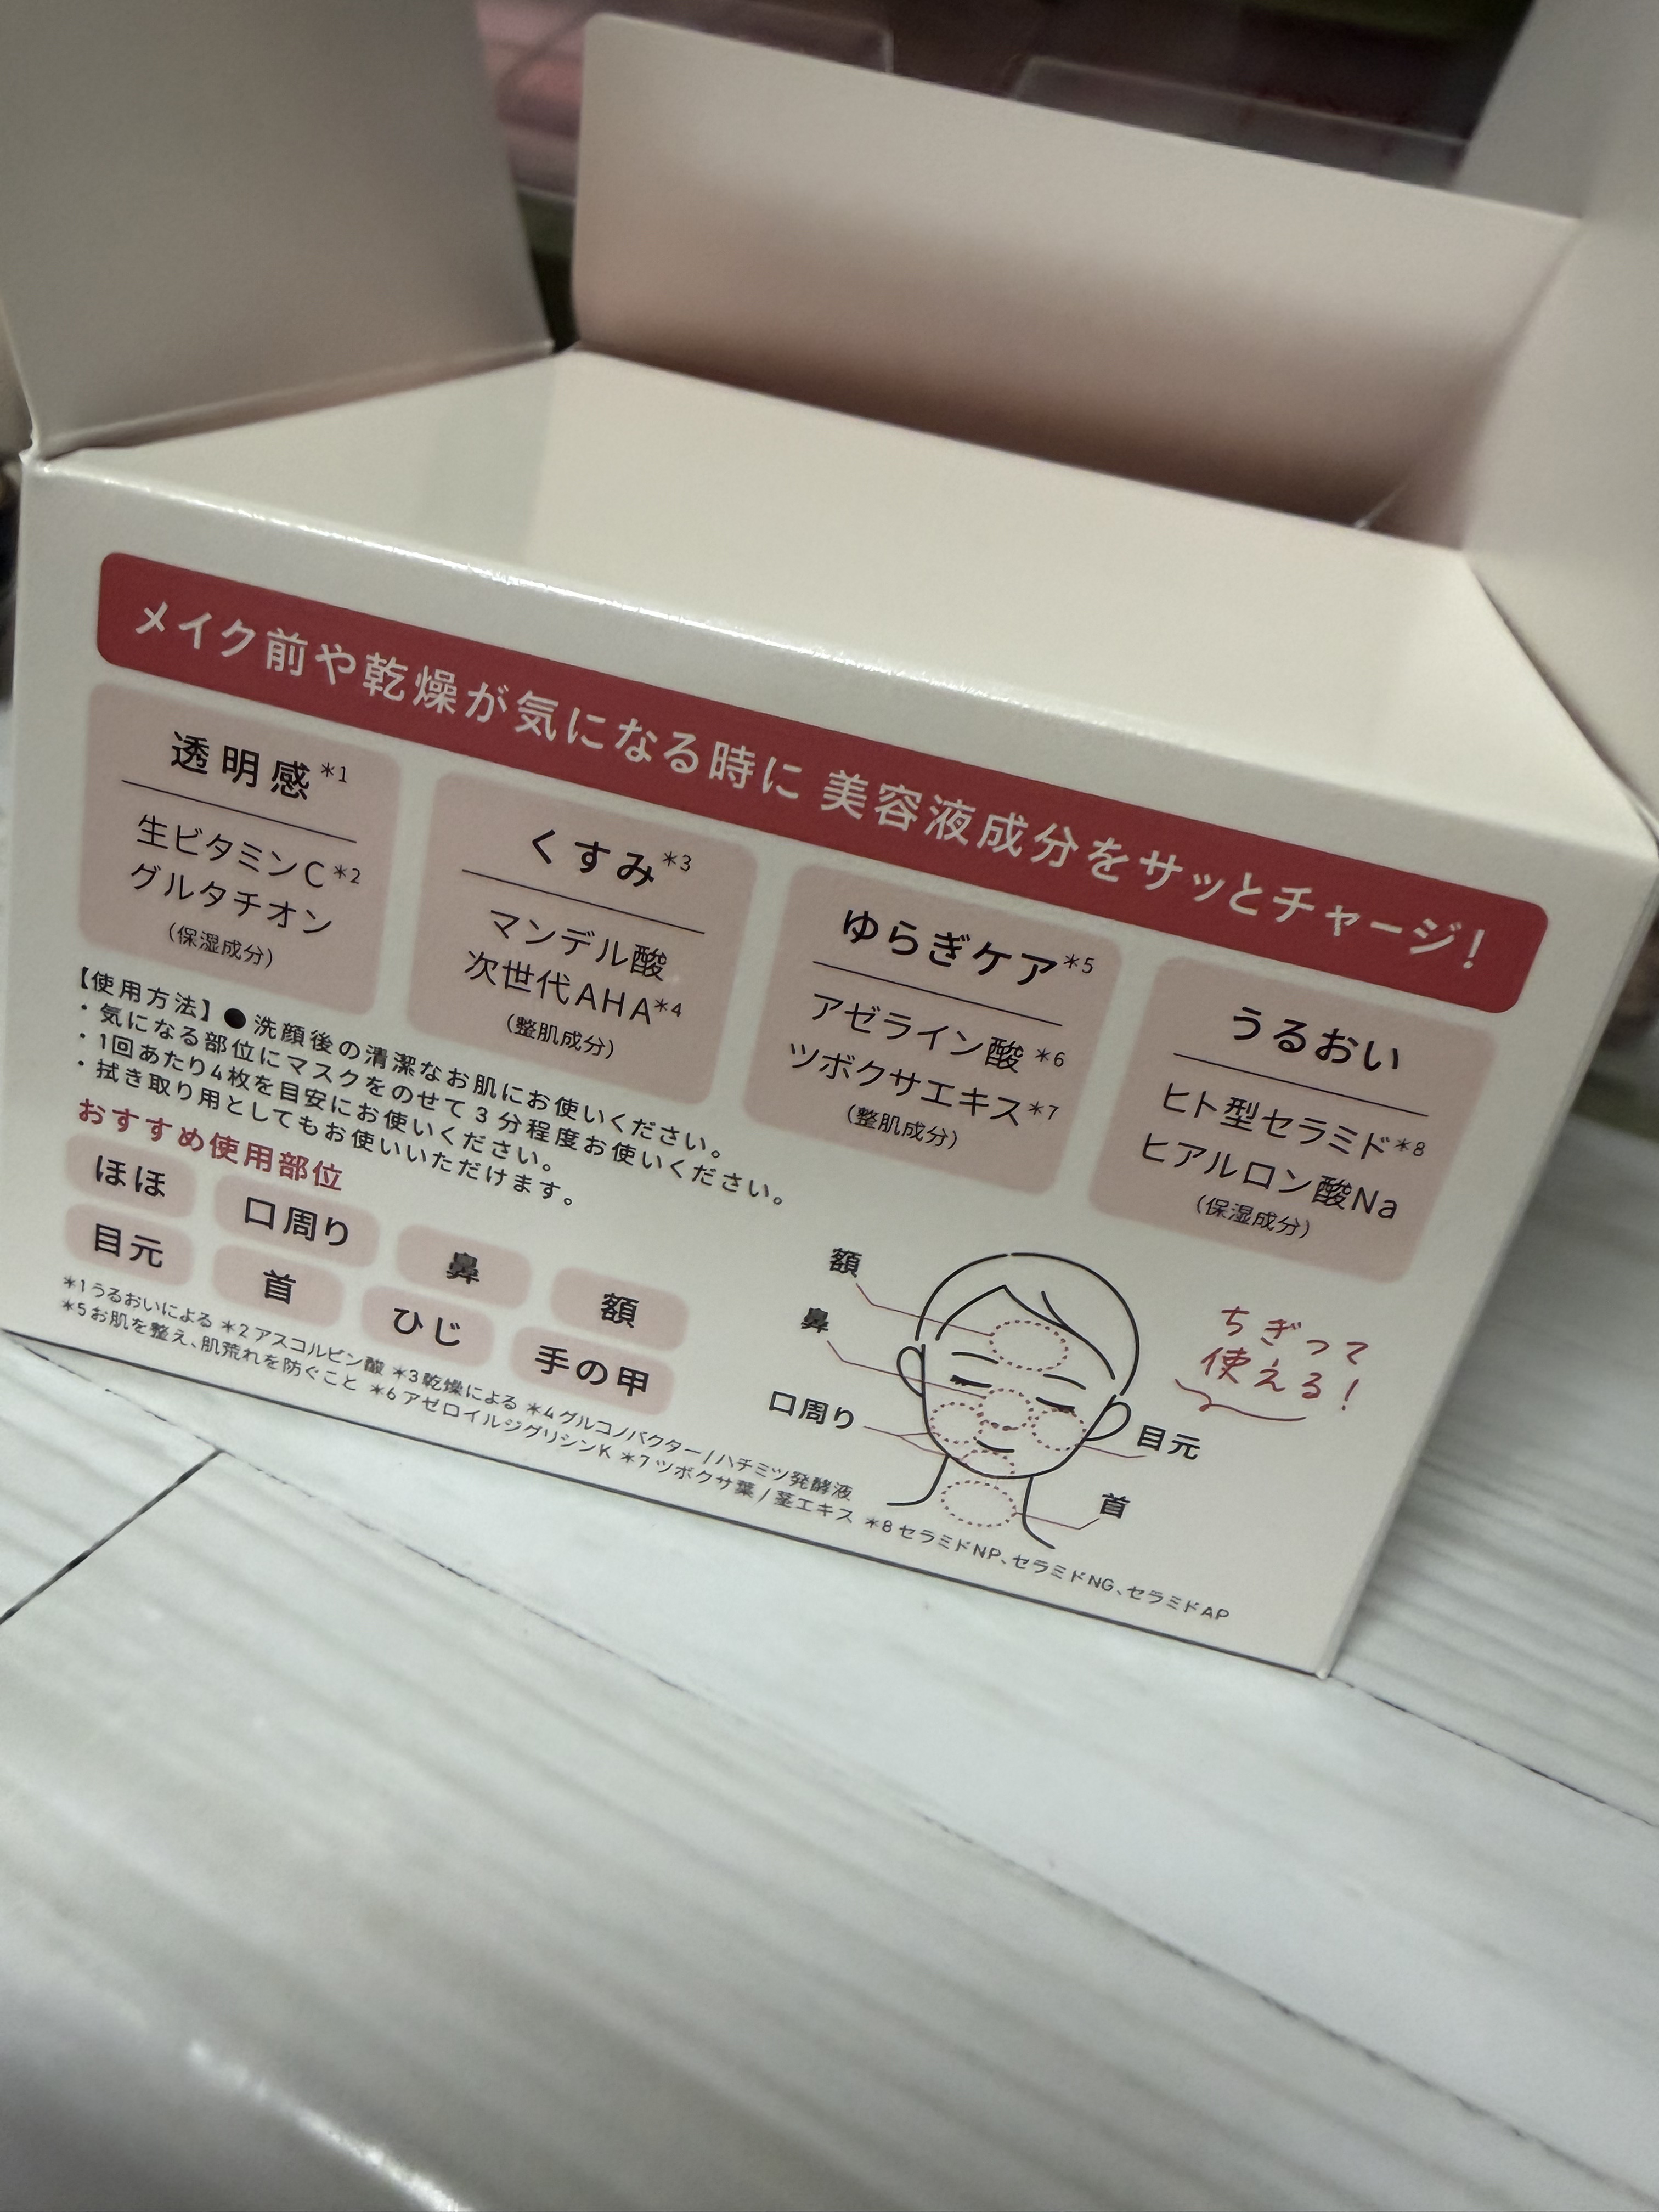 メイク前や乾燥が気になる時に 美容液成分をサッとチャージ！
透明感*1
生ビタミンC*2
グルタチオン
（保湿成分）
くすみ*3
マンデル酸
次世代AHA*4
（整肌成分）
ゆらぎケア*5
アゼライン酸*6
ツボクサエキス*7
（整肌成分）
うるおい
ヒト型セラミド*8
ヒアルロン酸Na
（保湿成分）
【使用方法】●洗顔後の清潔なお肌にお使いください。
・気になる部位にマスクをのせて3分程度お使いください。
・1回あたり4枚を目安にお使いください。
・拭き取り用としてもお使いいただけます。
おすすめ使用部位
ほほ 口周り 鼻 額
目元 首 ひじ 手の甲
額
鼻
口周り
目元
首
ちぎって
使える！
*1うるおいによる *2アスコルビン酸 *3乾燥による *4グルコノバクター/ハチミツ発酵液
*5お肌を整え、肌荒れを防ぐこと *6アゼロイルジグリシンK *7ツボクサ葉/茎エキス *8セラミドNP、セラミドNG、セラミドAP